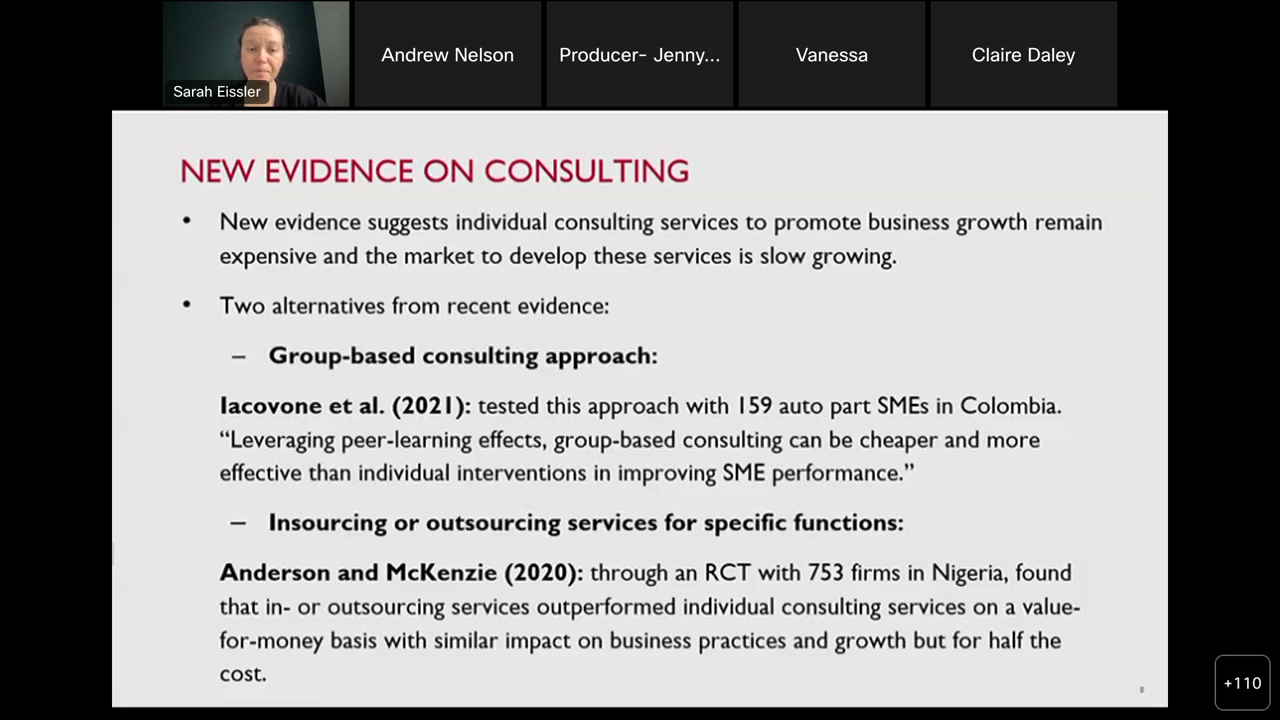 Sarah Eissler
Andrew Nelson
Producer- Jenny...
Vanessa
Claire Daley
NEW EVIDENCE ON CONSULTING
• New evidence suggests individual consulting services to promote business growth remain
expensive and the market to develop these services is slow growing.
• Two alternatives from recent evidence:
– Group-based consulting approach:
Iacovone et al. (2021): tested this approach with 159 auto part SMEs in Colombia.
“Leveraging peer-learning effects, group-based consulting can be cheaper and more
effective than individual interventions in improving SME performance.”
– Insourcing or outsourcing services for specific functions:
Anderson and McKenzie (2020): through an RCT with 753 firms in Nigeria, found
that in- or outsourcing services outperformed individual consulting services on a value-
for-money basis with similar impact on business practices and growth but for half the
cost.
8
+110